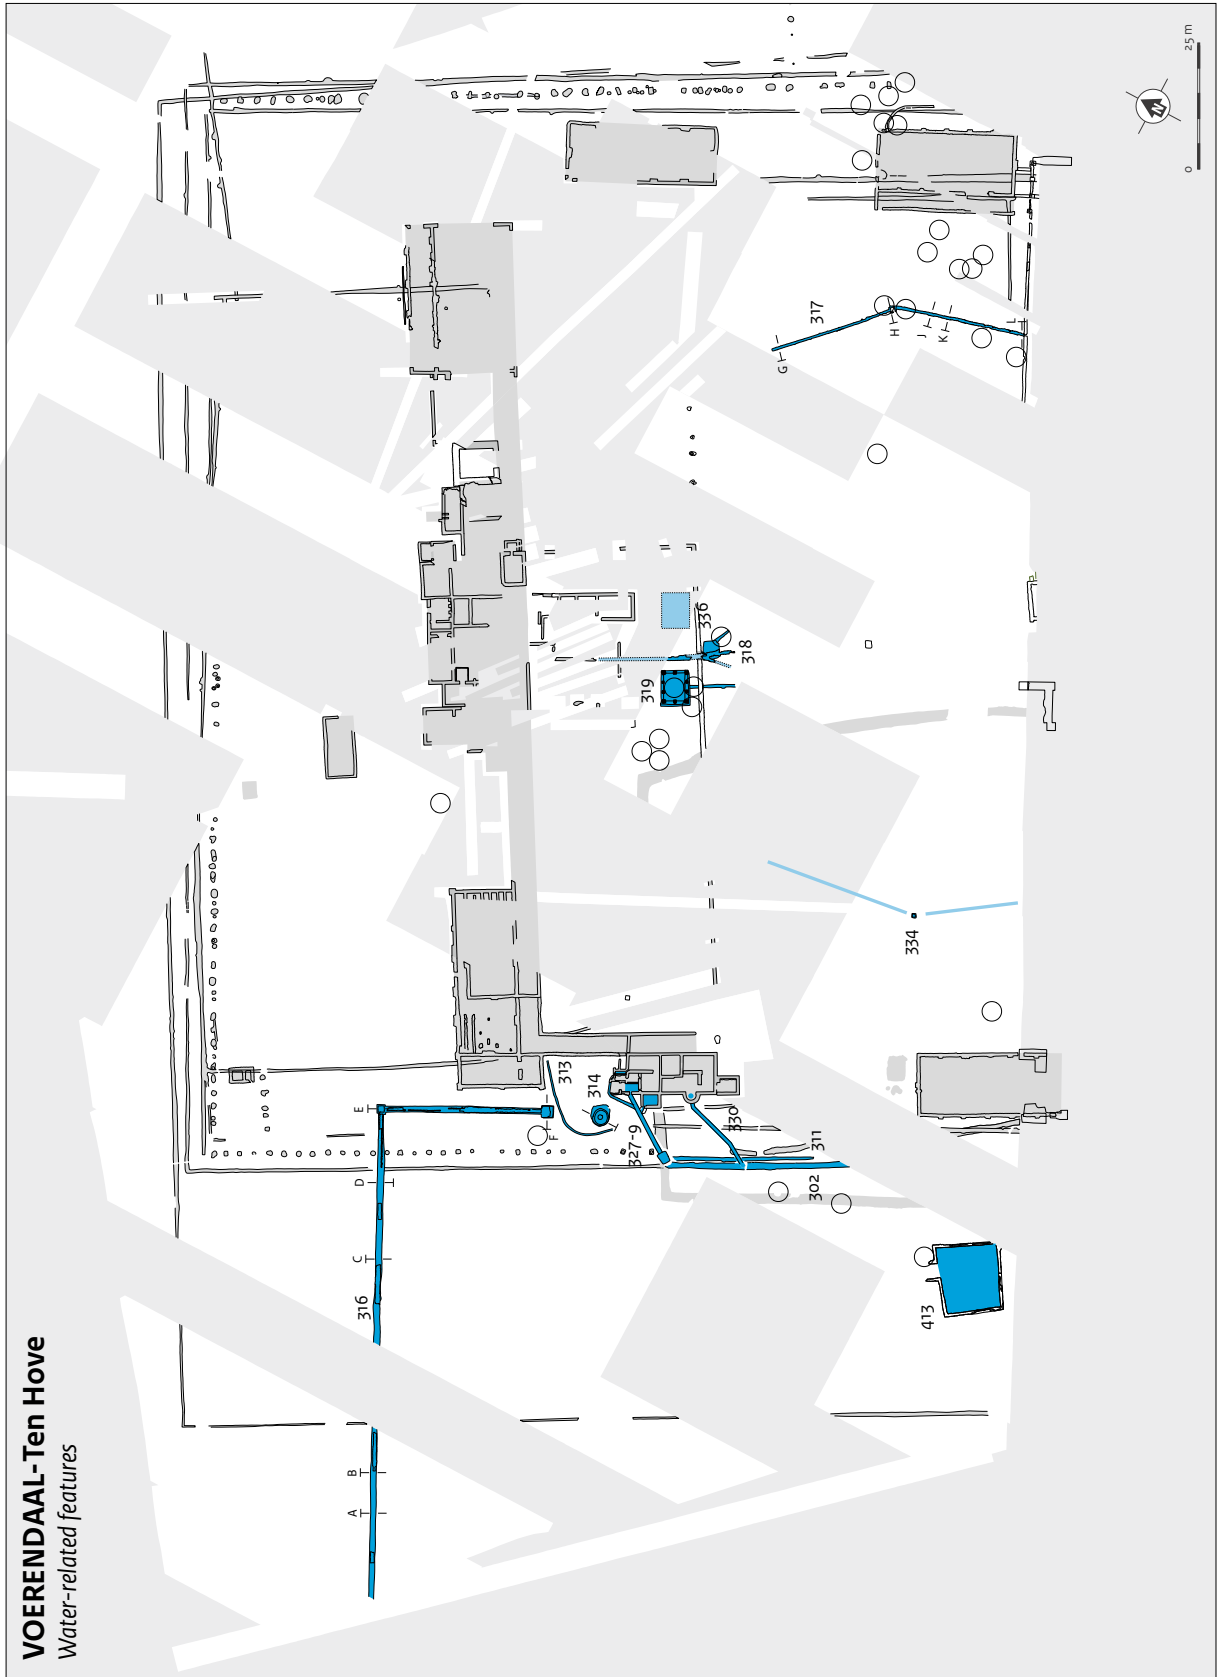 VOERENDAAL-Ten Hove
Water-related features
A
B
316
C
D
E
F
313
314
327-9
330
311
302
413
334
319
318
336
317
G
H
J
K
L
N
0
25 m